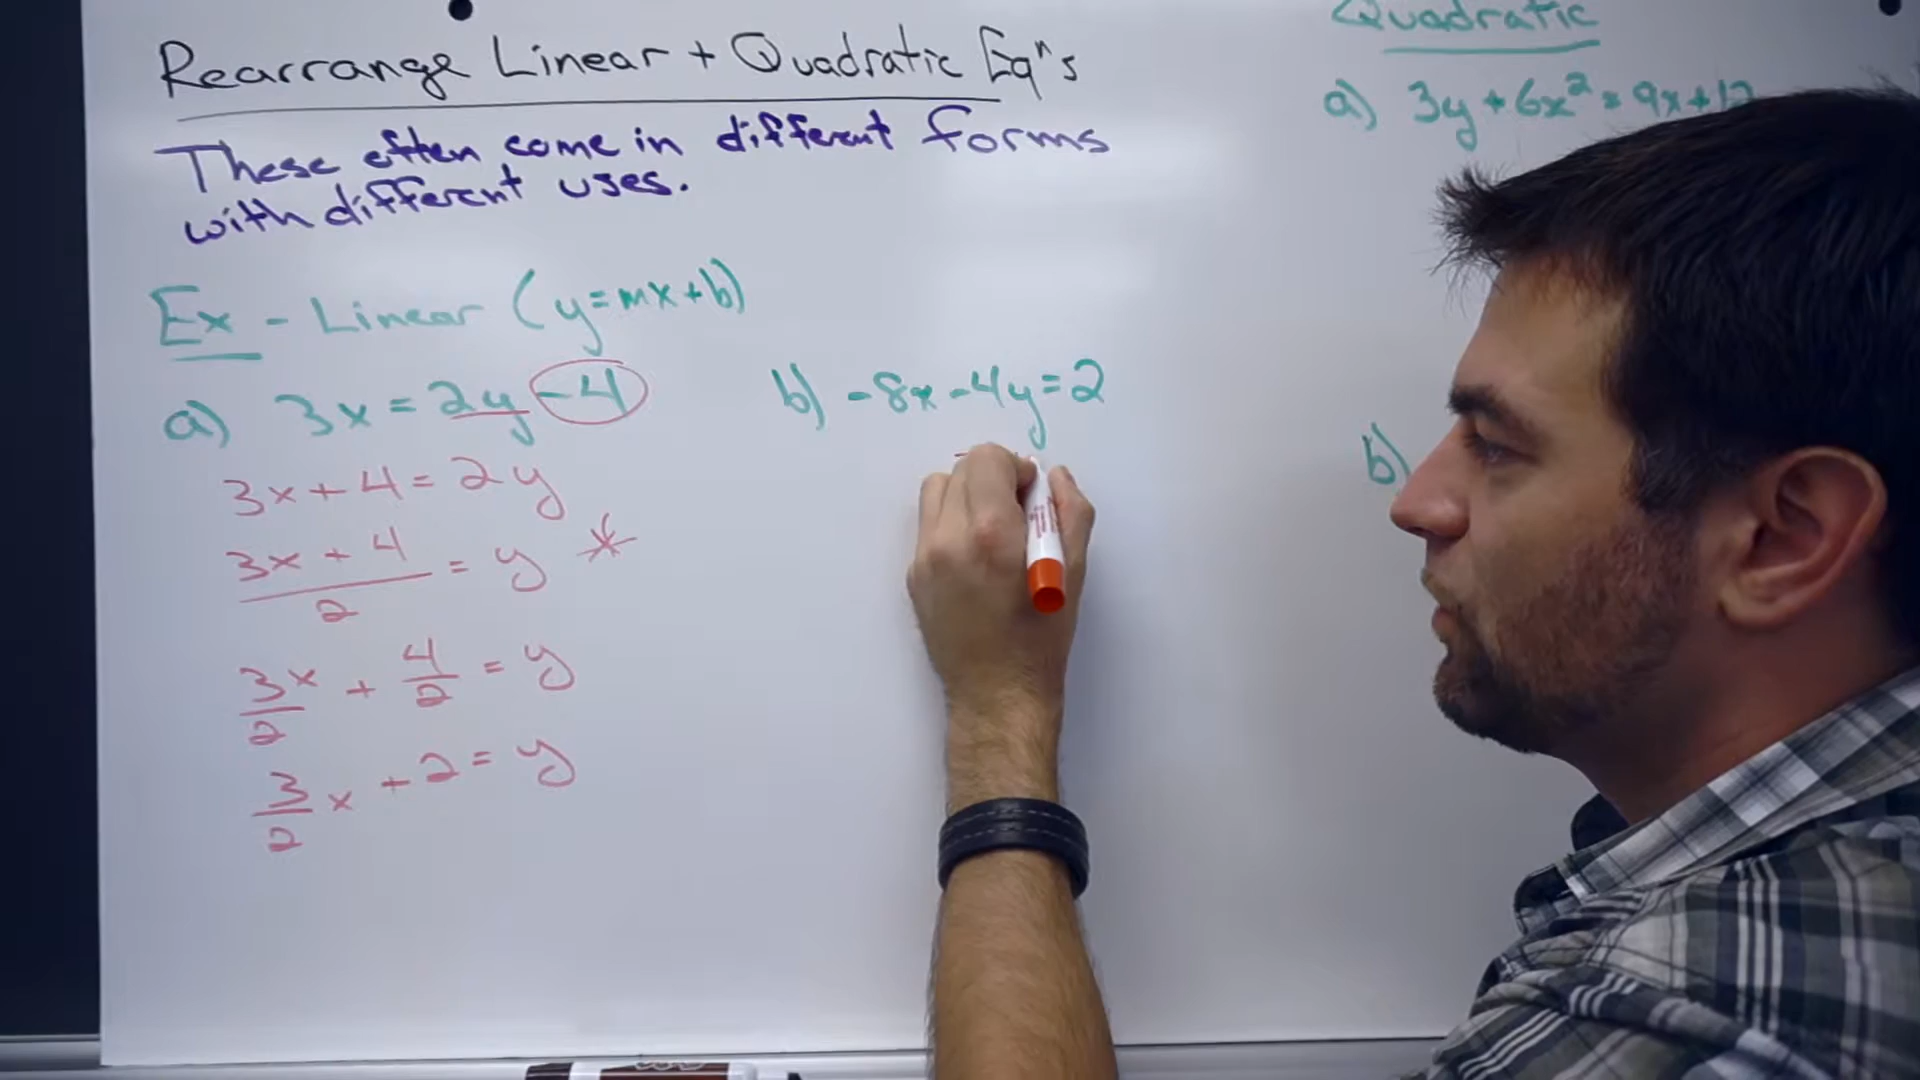 Rearrange Linear + Quadratic Eqⁿs
These often come in different forms
with different uses.
Ex - Linear (y=mx+b)
a) 3x = 2y - 4
3x + 4 = 2y
3x + 4 / 2 = y *
3x/2 + 4/2 = y
3/2 x + 2 = y
b) -8x - 4y = 2
Quadratic
a) 3y + 6x² = 9x + 12
b)